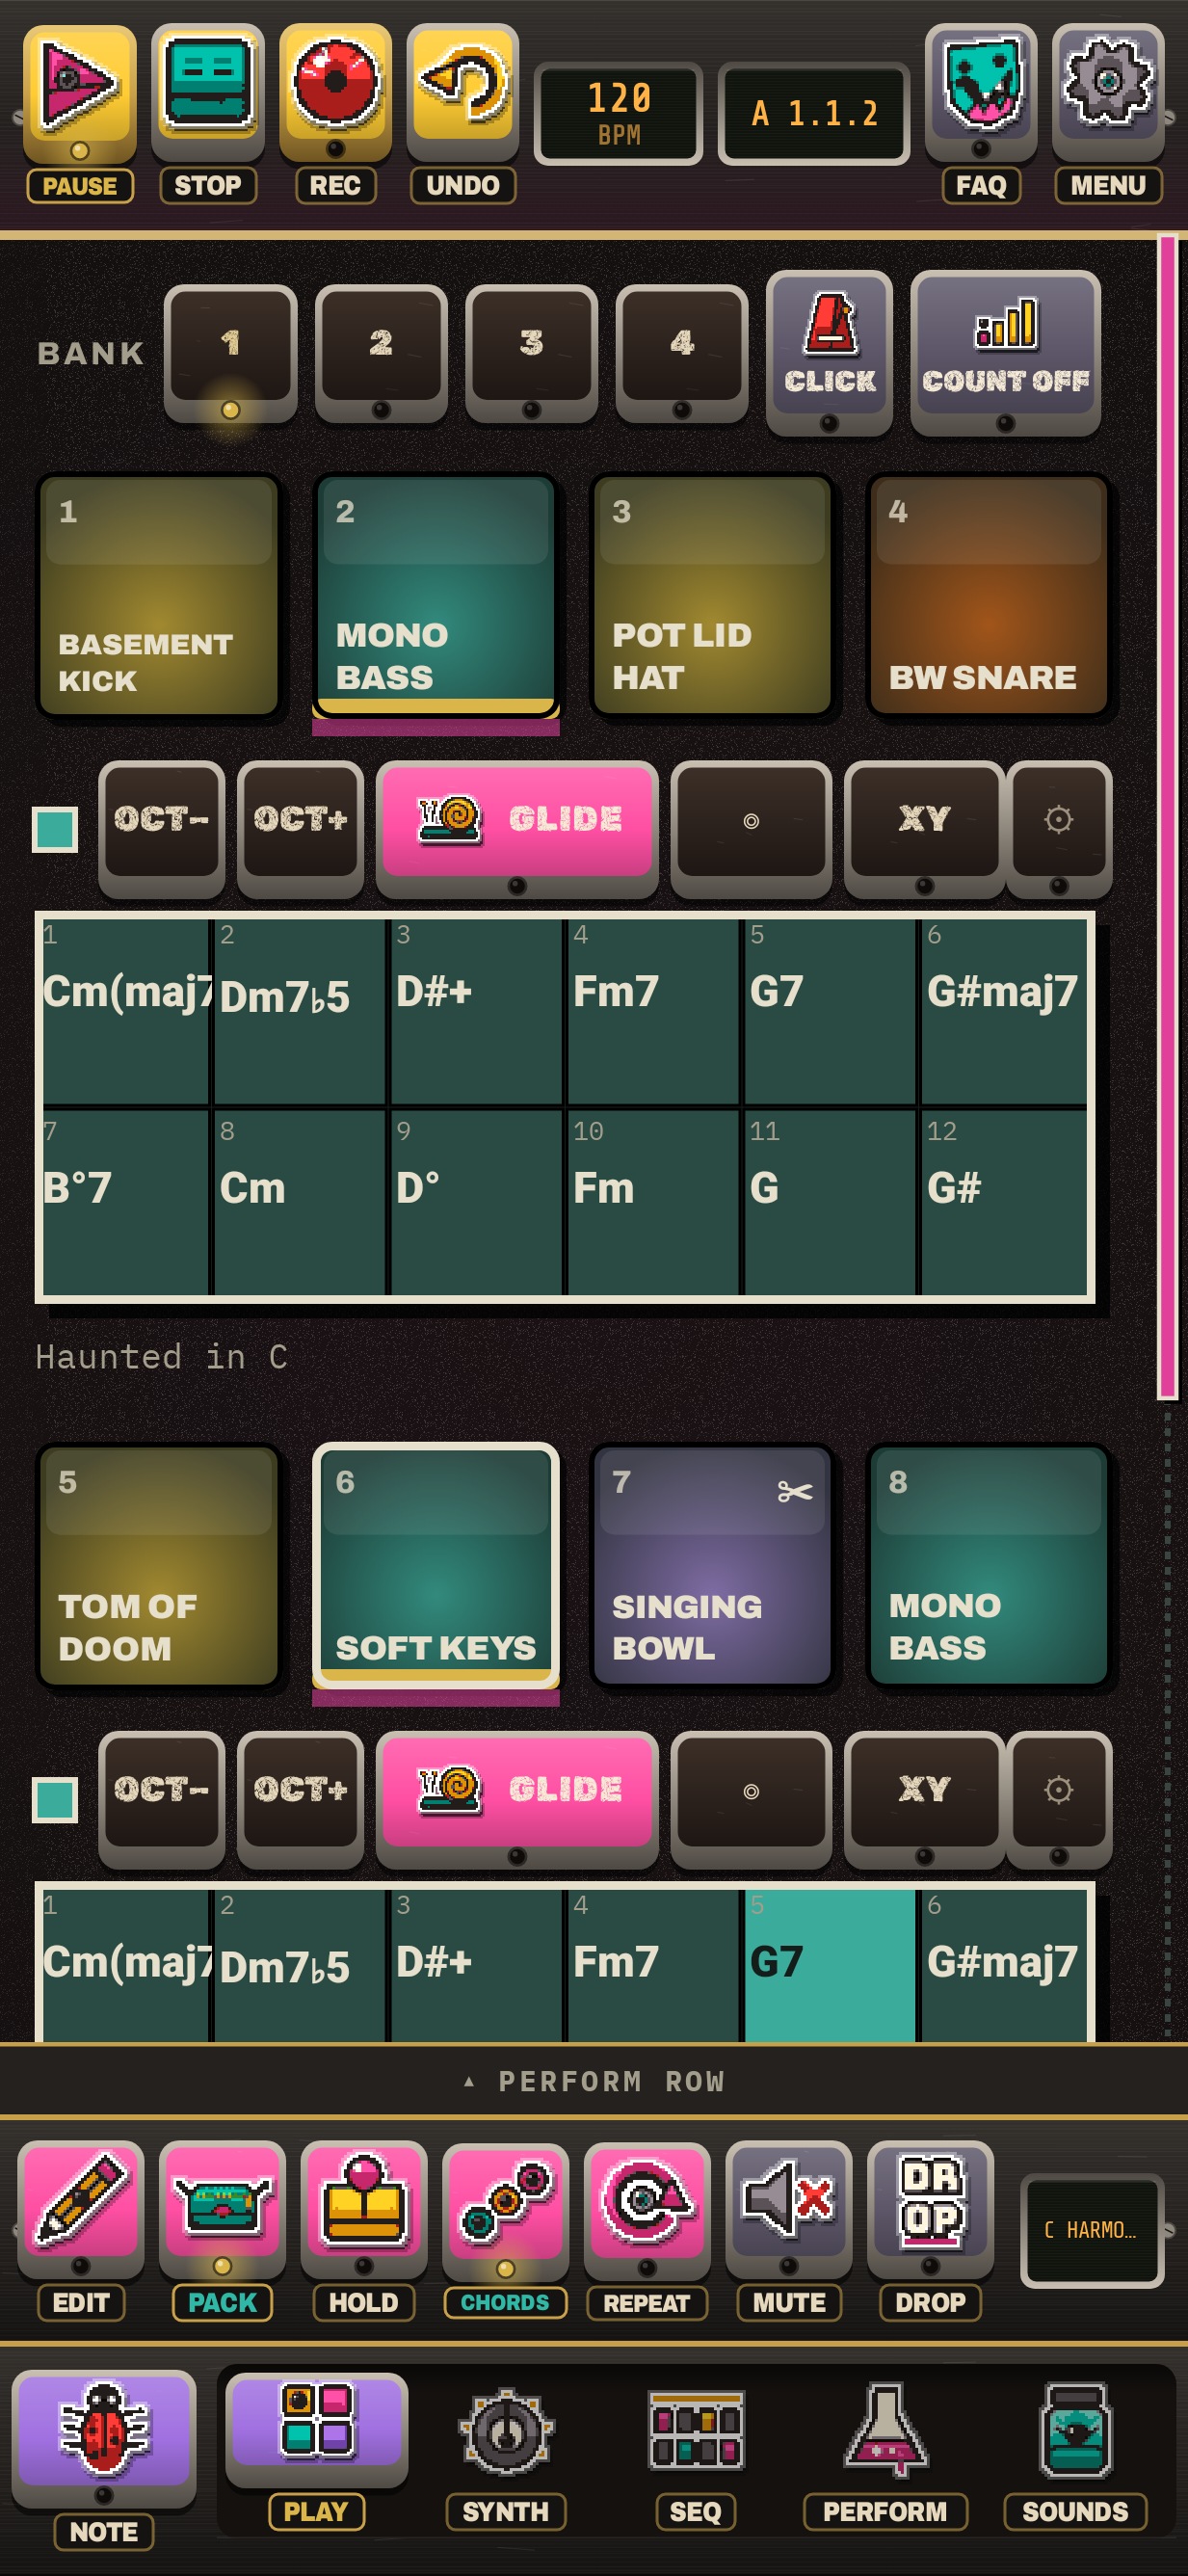 120
BPM
A 1.1.2
PAUSE STOP REC UNDO FAQ MENU
BANK 1 2 3 4 CLICK COUNT OFF
1 2 3 4
BASEMENT KICK
MONO BASS
POT LID HAT
BW SNARE
OCT- OCT+ GLIDE XY
1 2 3 4 5 6
Cm(maj7 Dm7♭5 D#+ Fm7 G7 G#maj7
7 8 9 10 11 12
B°7 Cm D° Fm G G#
Haunted in C
5 6 7 8
TOM OF DOOM
SOFT KEYS
SINGING BOWL
MONO BASS
OCT- OCT+ GLIDE XY
1 2 3 4 5 6
Cm(maj7 Dm7♭5 D#+ Fm7 G7 G#maj7
▲ PERFORM ROW
DROP
C HARMO…
EDIT PACK HOLD CHORDS REPEAT MUTE DROP
NOTE PLAY SYNTH SEQ PERFORM SOUNDS